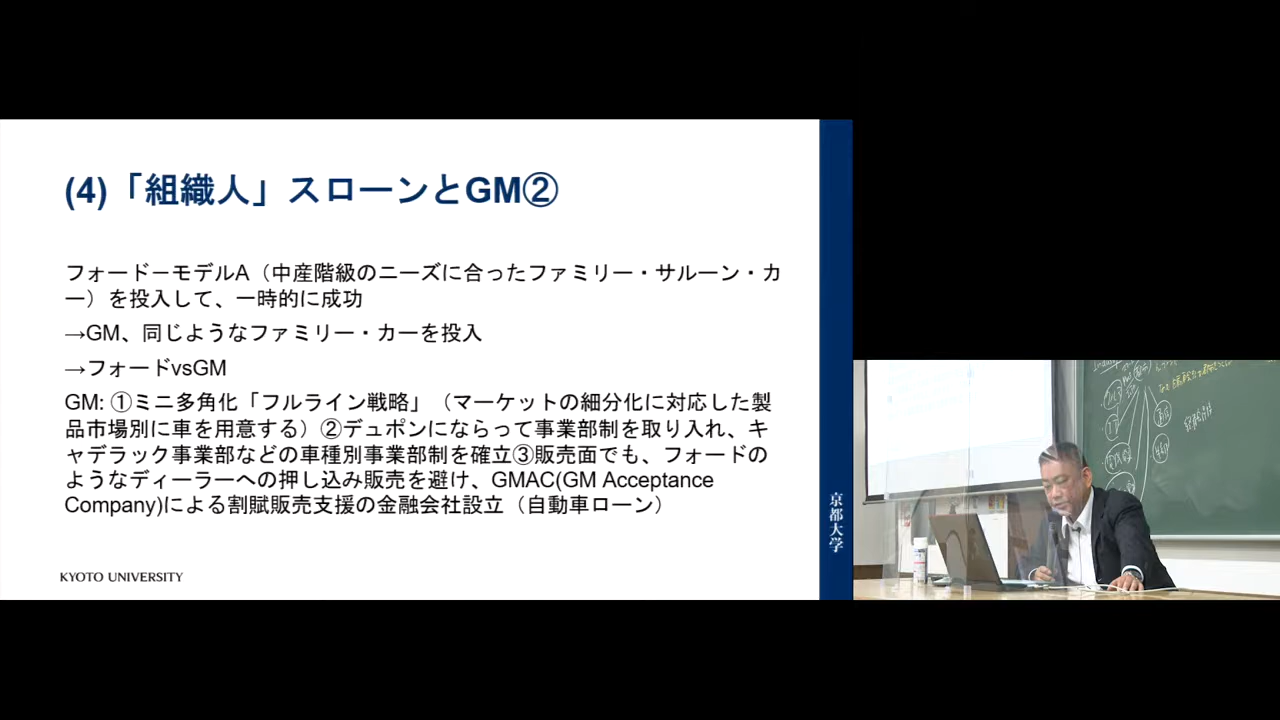 (4)「組織人」スローンとGM②
フォード－モデルA（中産階級のニーズに合ったファミリー・サルーン・カ
ー）を投入して、一時的に成功
→GM、同じようなファミリー・カーを投入
→フォードvsGM
GM: ①ミニ多角化「フルライン戦略」（マーケットの細分化に対応した製
品市場別に車を用意する）②デュポンにならって事業部制を取り入れ、キ
ャデラック事業部などの車種別事業部制を確立③販売面でも、フォードの
ようなディーラーへの押し込み販売を避け、GMAC(GM Acceptance
Company)による割賦販売支援の金融会社設立（自動車ローン）
KYOTO UNIVERSITY
京都大学